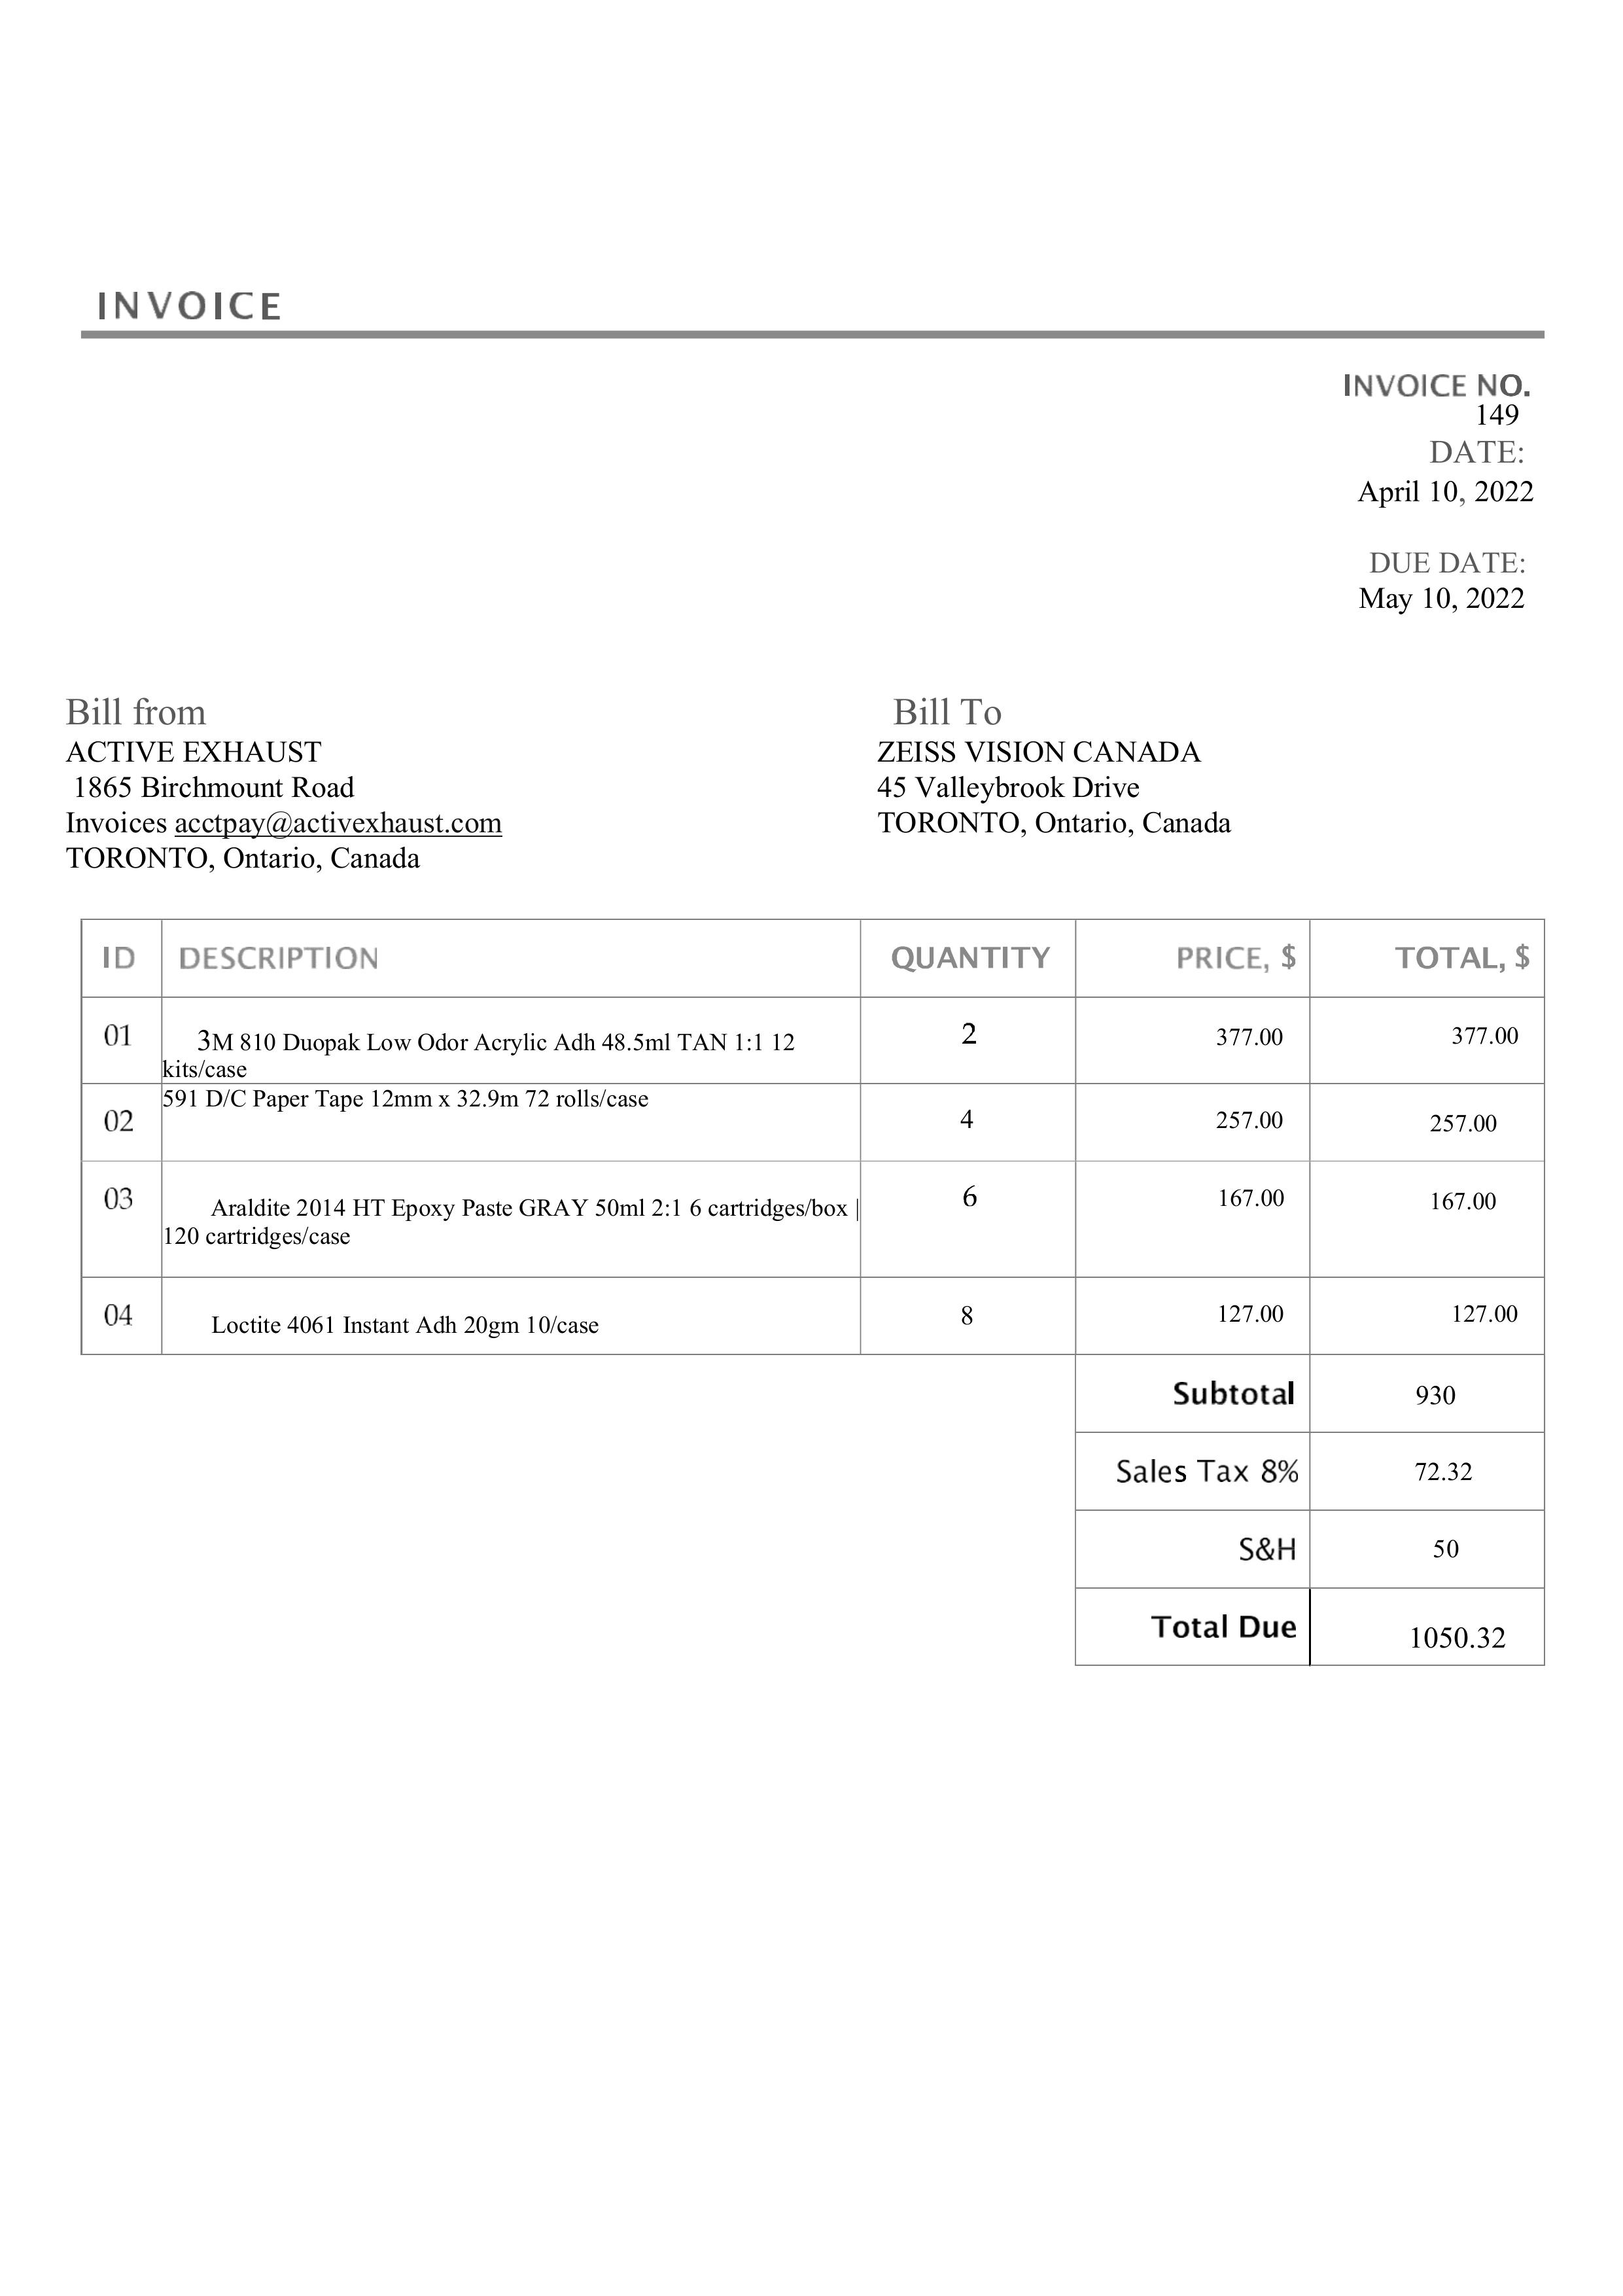 INVOICE
INVOICE NO.
149
DATE:
April 10, 2022
DUE DATE:
May 10, 2022
Bill from
ACTIVE EXHAUST
1865 Birchmount Road
Invoices acctpay@activexhaust.com
TORONTO, Ontario, Canada
Bill To
ZEISS VISION CANADA
45 Valleybrook Drive
TORONTO, Ontario, Canada
ID DESCRIPTION QUANTITY PRICE, $ TOTAL, $
01 3M 810 Duopak Low Odor Acrylic Adh 48.5ml TAN 1:1 12 2 377.00 377.00
kits/case
02 591 D/C Paper Tape 12mm x 32.9m 72 rolls/case 4 257.00 257.00
03 Araldite 2014 HT Epoxy Paste GRAY 50ml 2:1 6 cartridges/box | 6 167.00 167.00
120 cartridges/case
04 Loctite 4061 Instant Adh 20gm 10/case 8 127.00 127.00
Subtotal 930
Sales Tax 8% 72.32
S&H 50
Total Due 1050.32